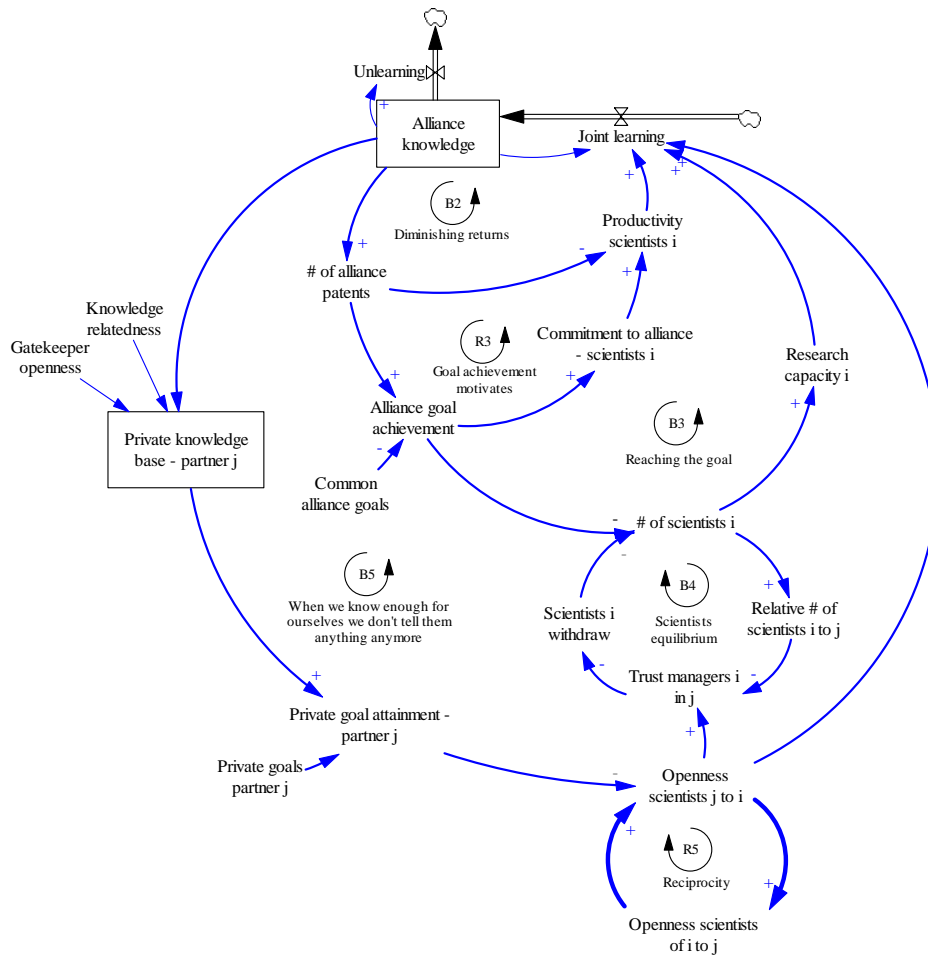 Unlearning
+
Alliance
knowledge
Joint learning
+
+
+
B2
Diminishing returns
Productivity
scientists i
+
-
+
# of alliance
patents
Knowledge
relatedness
Gatekeeper
openness
R3
Goal achievement
motivates
Commitment to alliance
- scientists i
Research
capacity i
+
+
+
Alliance goal
achievement
B3
Reaching the goal
Private knowledge
base - partner j
-
Common
alliance goals
-
# of scientists i
-
B5
When we know enough for
ourselves we don't tell them
anything anymore
B4
Scientists
equilibrium
+
Scientists i
withdraw
Relative # of
scientists i to j
-
-
Trust managers i
in j
+
Private goal attainment -
partner j
+
Private goals
partner j
-
Openness
scientists j to i
+
R5
Reciprocity
+
Openness scientists
of i to j